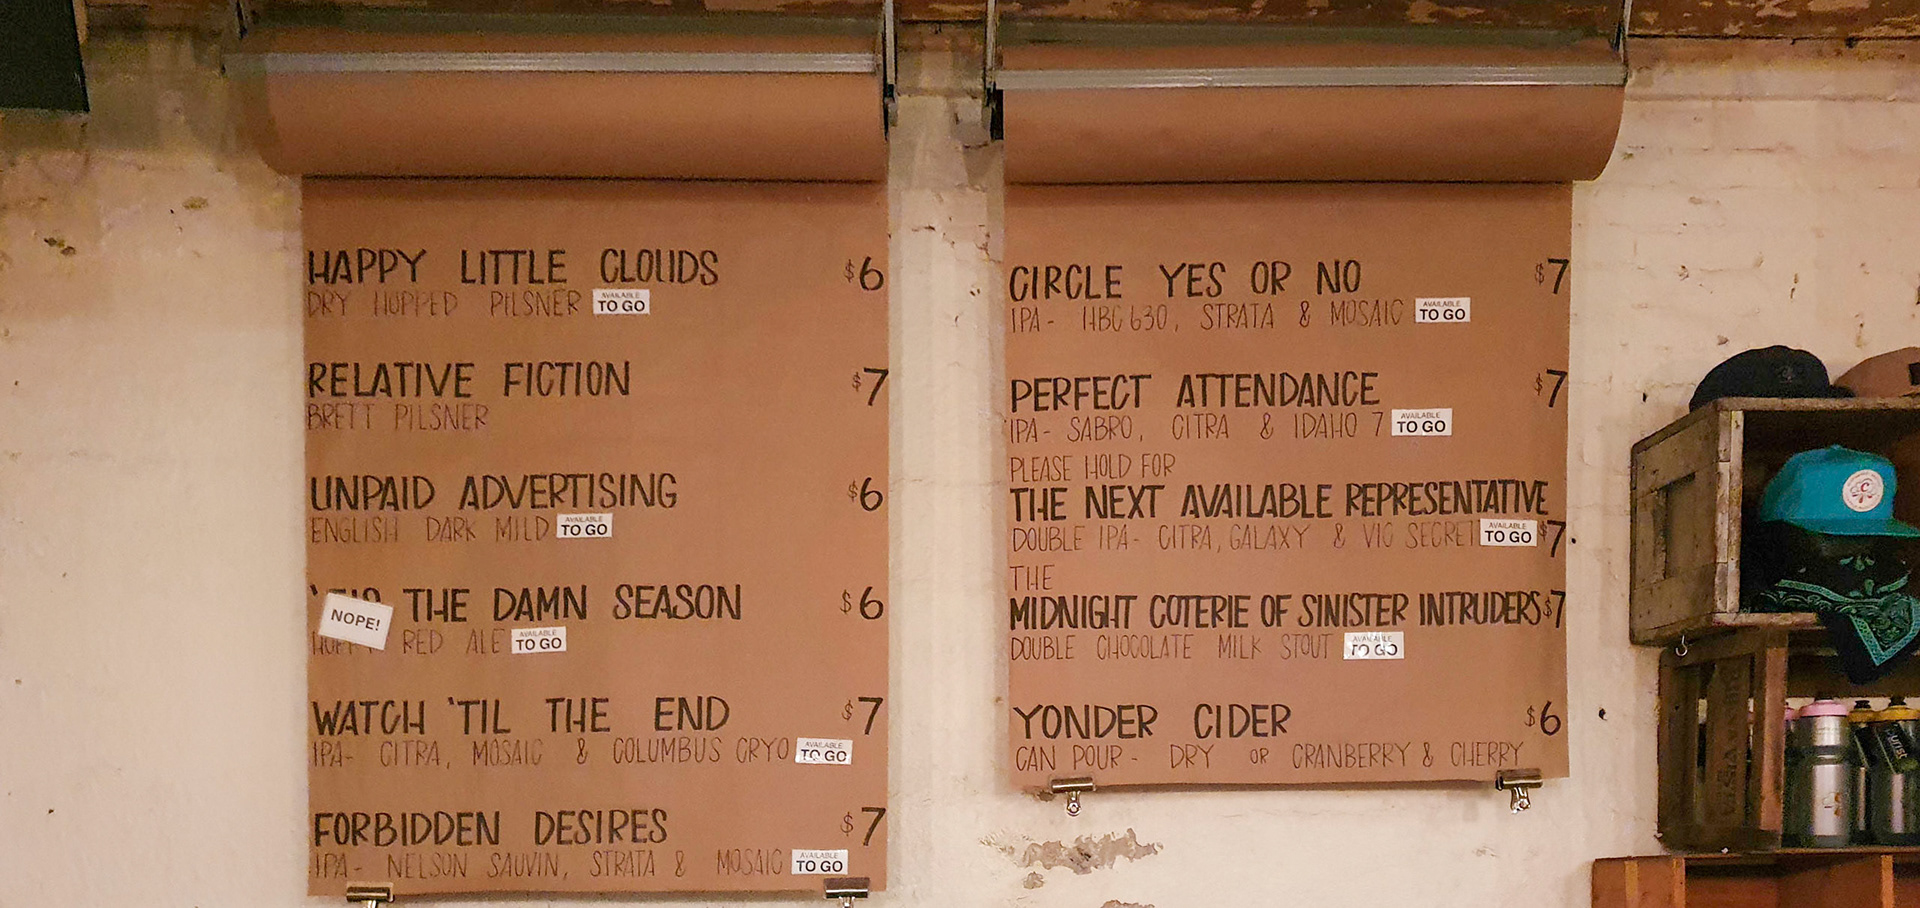 HAPPY LITTLE CLOUDS $6
DRY HOPPED PILSNER AVAILABLE TO GO
RELATIVE FICTION $7
BRETT PILSNER
UNPAID ADVERTISING $6
ENGLISH DARK MILD AVAILABLE TO GO
'TIS THE DAMN SEASON $6
NOPE!
HOPPY RED ALE AVAILABLE TO GO
WATCH 'TIL THE END $7
IPA- CITRA, MOSAIC & COLUMBUS CRYO AVAILABLE TO GO
FORBIDDEN DESIRES $7
IPA- NELSON SAUVIN, STRATA & MOSAIC AVAILABLE TO GO
CIRCLE YES OR NO $7
IPA- HBC 630, STRATA & MOSAIC AVAILABLE TO GO
PERFECT ATTENDANCE $7
IPA- SABRO, CITRA & IDAHO 7 AVAILABLE TO GO
PLEASE HOLD FOR
THE NEXT AVAILABLE REPRESENTATIVE
DOUBLE IPA- CITRA, GALAXY & VIC SECRET AVAILABLE TO GO $7
THE
MIDNIGHT COTERIE OF SINISTER INTRUDERS $7
DOUBLE CHOCOLATE MILK STOUT AVAILABLE TO GO
YONDER CIDER $6
CAN POUR- DRY OR CRANBERRY & CHERRY